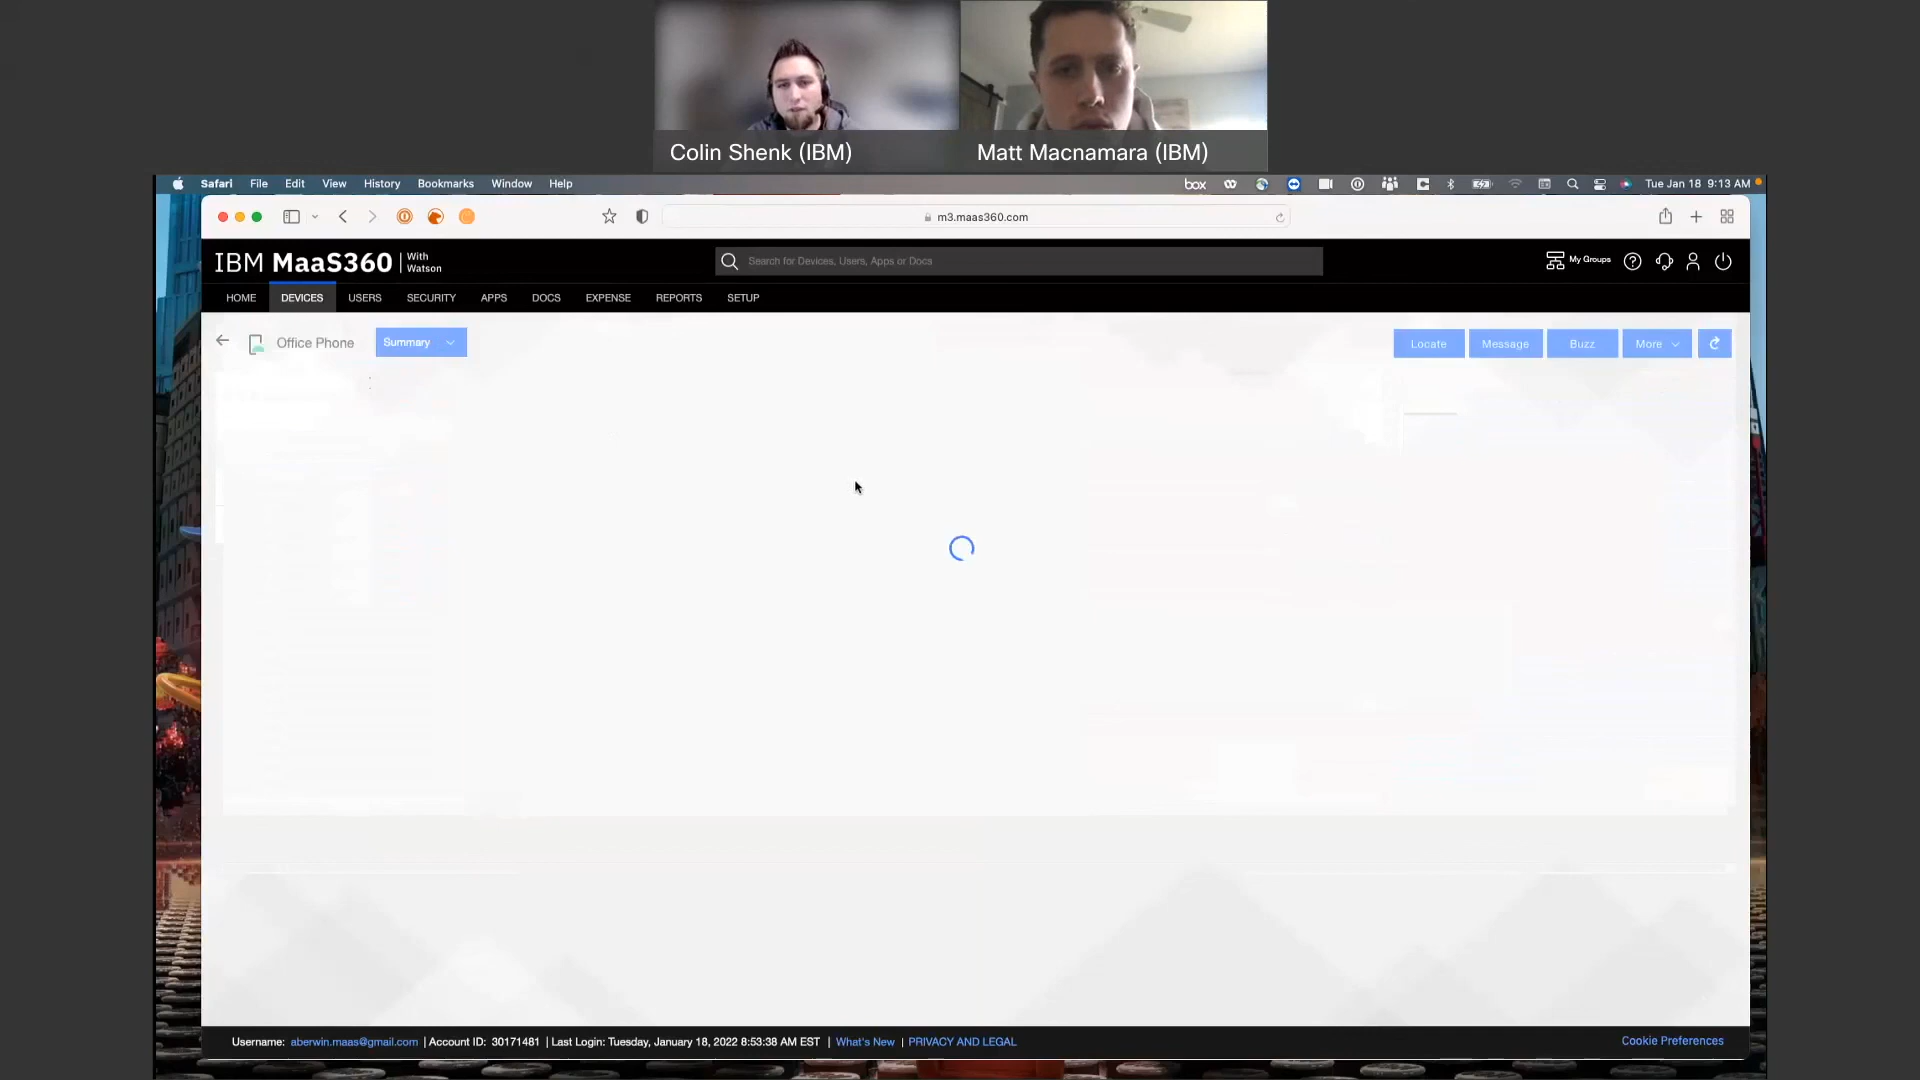 Colin Shenk (IBM)
Matt Macnamara (IBM)
Safari File Edit View History Bookmarks Window Help
box
Tue Jan 18 9:13 AM
m3.maas360.com
IBM MaaS360 | With Watson
Search for Devices, Users, Apps or Docs
My Groups
HOME DEVICES USERS SECURITY APPS DOCS EXPENSE REPORTS SETUP
Office Phone
Summary
Locate Message Buzz More
Username: aberwin.maas@gmail.com | Account ID: 30171481 | Last Login: Tuesday, January 18, 2022 8:53:38 AM EST | What's New | PRIVACY AND LEGAL
Cookie Preferences